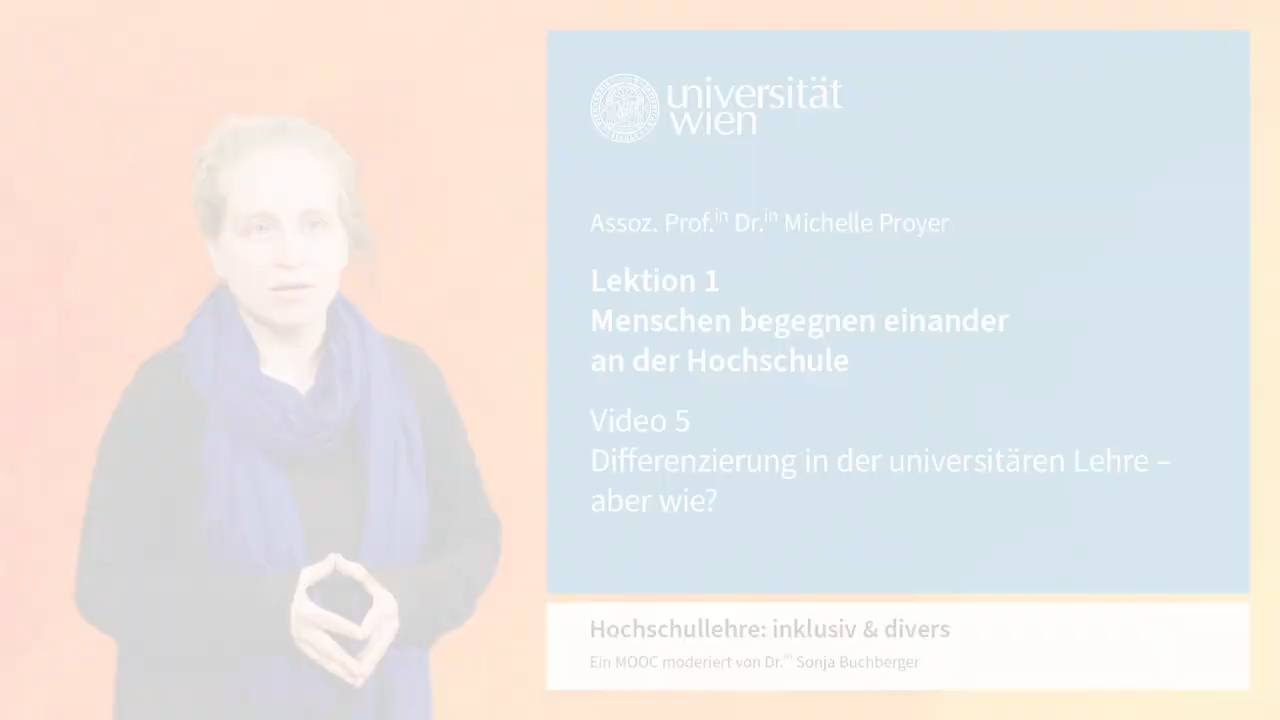 universität
wien
Assoz. Prof.in Dr.in Michelle Proyer
Lektion 1
Menschen begegnen einander
an der Hochschule
Video 5
Differenzierung in der universitären Lehre –
aber wie?
Hochschullehre: inklusiv & divers
Ein MOOC moderiert von Dr.in Sonja Buchberger